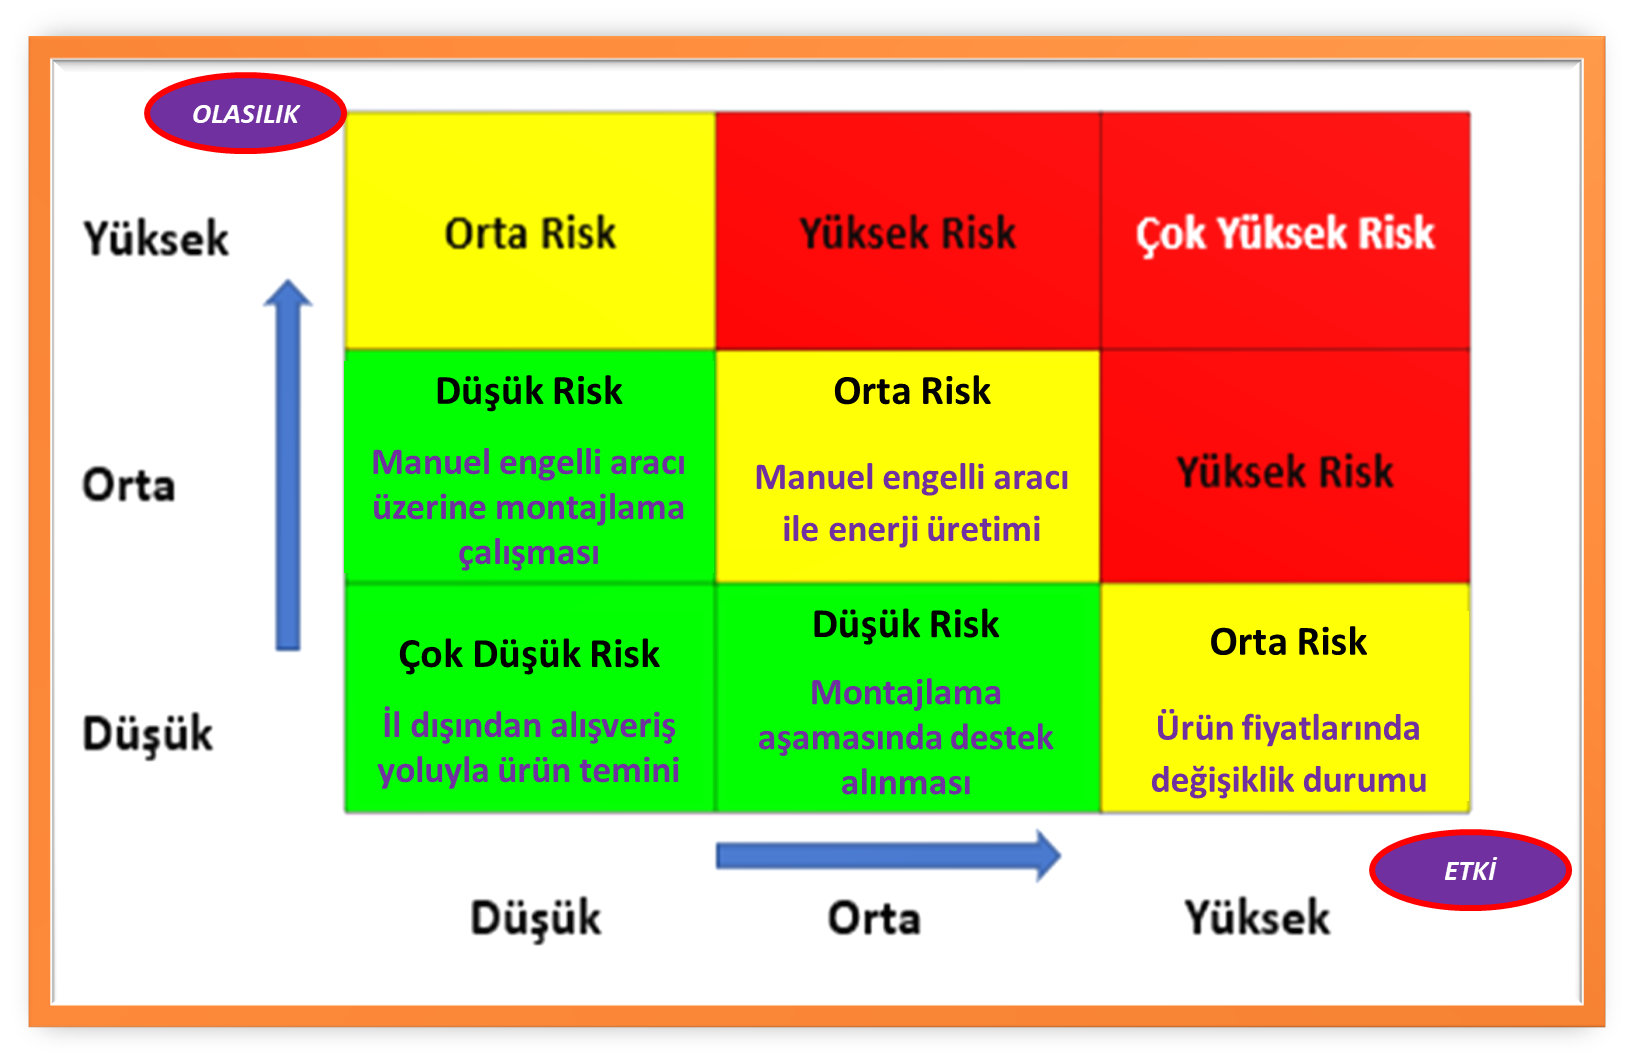 OLASILIK
Yüksek
Orta Risk
Yüksek Risk
Çok Yüksek Risk
Orta
Düşük Risk
Manuel engelli aracı
üzerine montajlama
çalışması
Orta Risk
Manuel engelli aracı
ile enerji üretimi
Yüksek Risk
Düşük
Çok Düşük Risk
İl dışından alışveriş
yoluyla ürün temini
Düşük Risk
Montajlama
aşamasında destek
alınması
Orta Risk
Ürün fiyatlarında
değişiklik durumu
ETKİ
Düşük
Orta
Yüksek